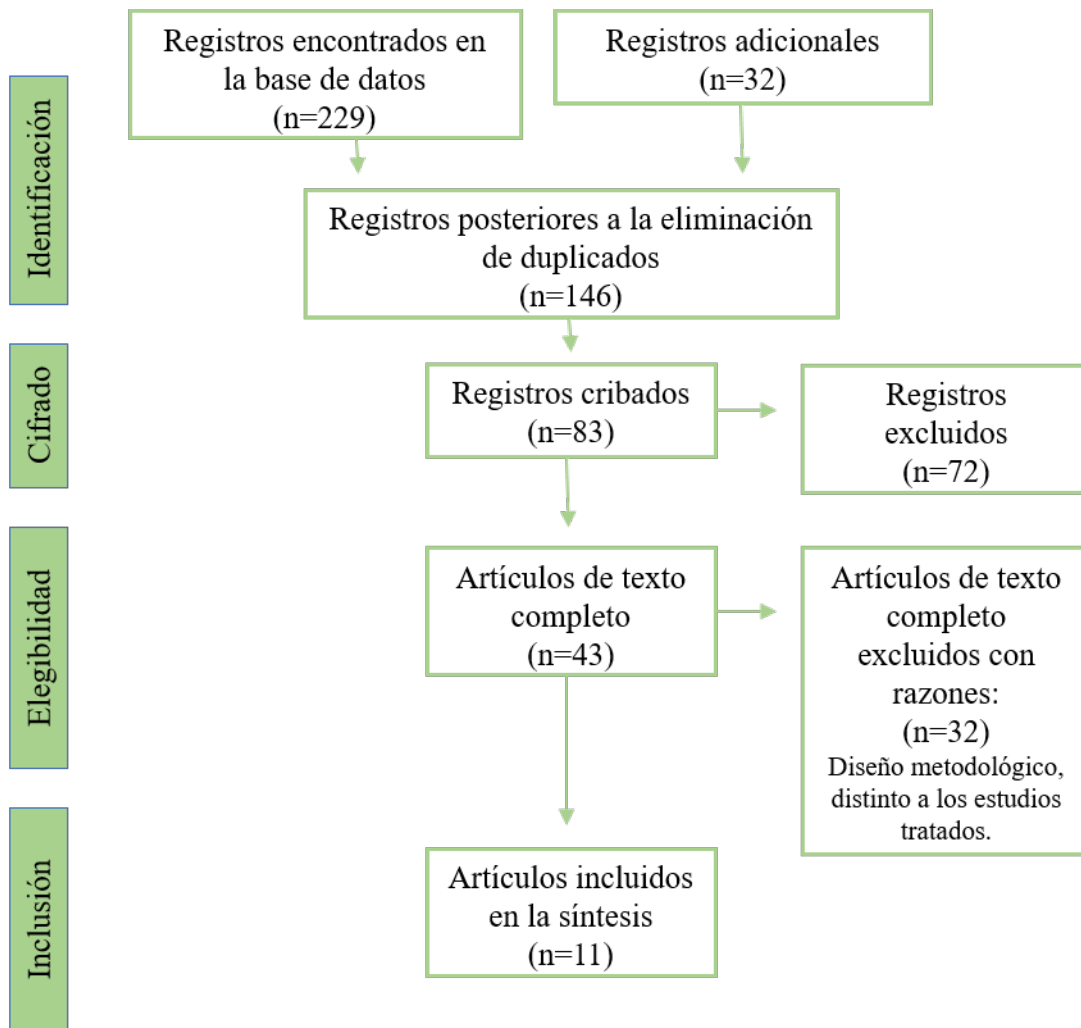 Registros encontrados en
la base de datos
(n=229)
Registros adicionales
(n=32)
Identificación
Registros posteriores a la eliminación
de duplicados
(n=146)
Cifrado
Registros cribados
(n=83)
Registros
excluidos
(n=72)
Elegibilidad
Artículos de texto
completo
(n=43)
Artículos de texto
completo
excluidos con
razones:
(n=32)
Diseño metodológico,
distinto a los estudios
tratados.
Inclusión
Artículos incluidos
en la síntesis
(n=11)